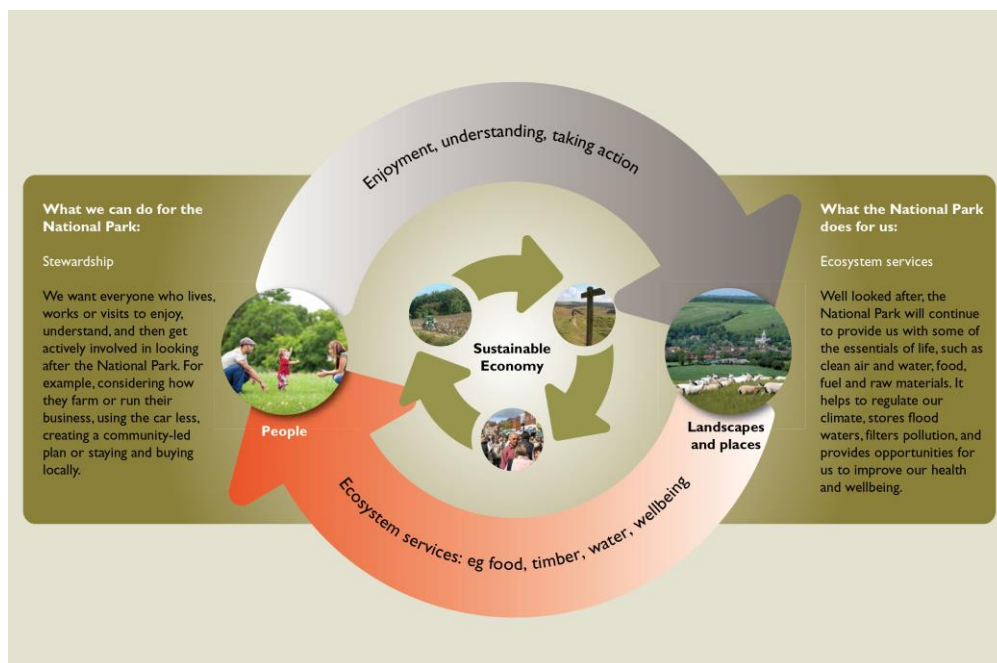 Enjoyment, understanding, taking action
What we can do for the
National Park:
Stewardship
We want everyone who lives,
works or visits to enjoy,
understand, and then get
actively involved in looking
after the National Park. For
example, considering how
they farm or run their
business, using the car less,
creating a community-led
plan or staying and buying
locally.
People
Sustainable
Economy
Landscapes
and places
What the National Park
does for us:
Ecosystem services
Well looked after, the
National Park will continue
to provide us with some of
the essentials of life, such as
clean air and water, food,
fuel and raw materials. It
helps to regulate our
climate, stores flood
waters, filters pollution, and
provides opportunities for
us to improve our health
and wellbeing.
Ecosystem services: eg food, timber, water, wellbeing